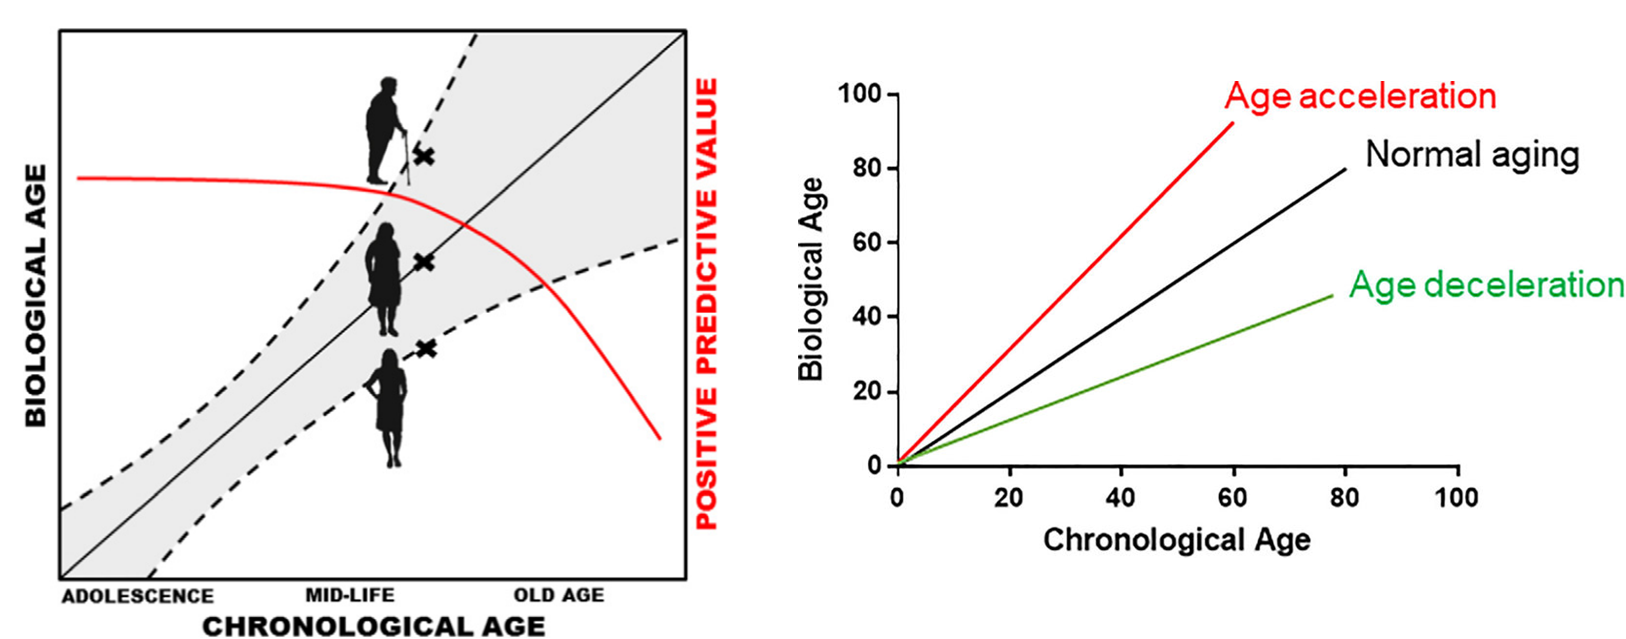 BIOLOGICAL AGE
POSITIVE PREDICTIVE VALUE
ADOLESCENCE
MID-LIFE
OLD AGE
CHRONOLOGICAL AGE
Biological Age
100
80
60
40
20
0
Age acceleration
Normal aging
Age deceleration
0
20
40
60
80
100
Chronological Age